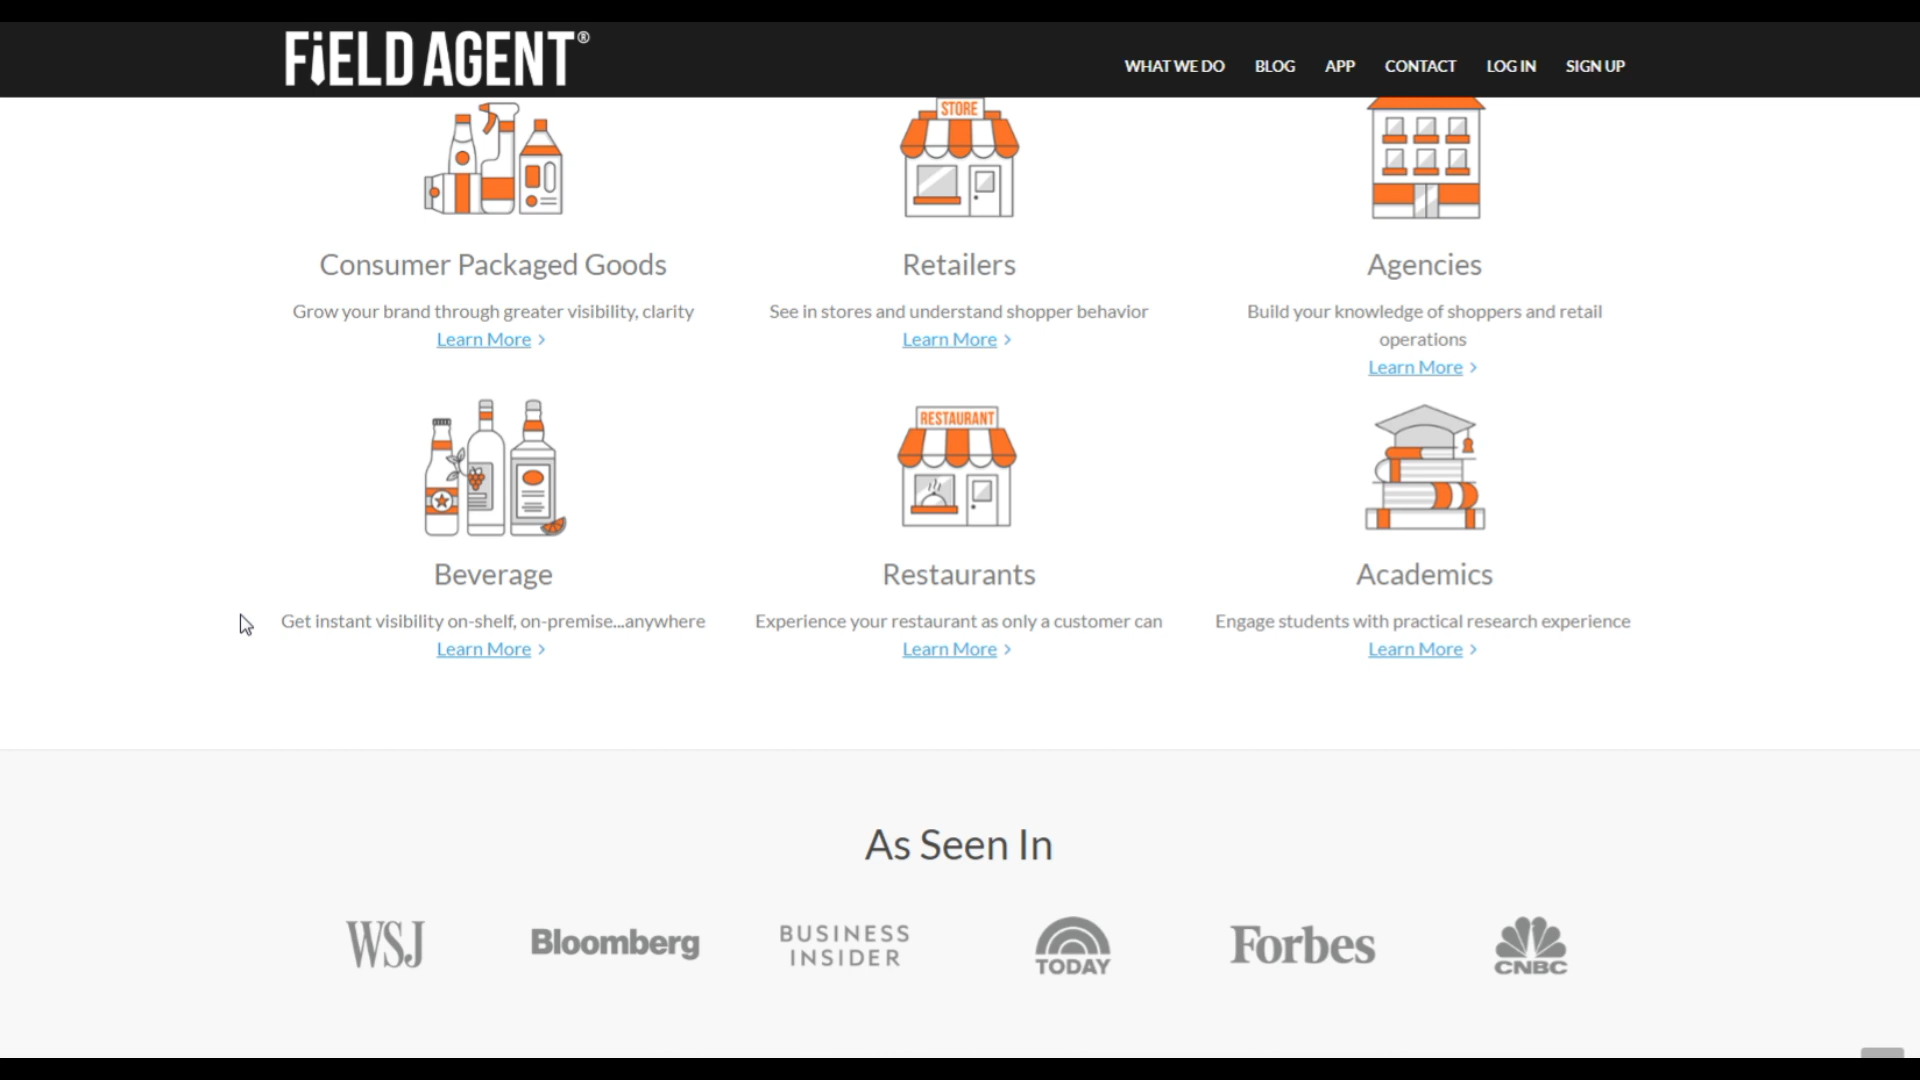 FiELD AGENT®
WHAT WE DO BLOG APP CONTACT LOG IN SIGN UP
STORE
Consumer Packaged Goods
Grow your brand through greater visibility, clarity
Learn More >
Retailers
See in stores and understand shopper behavior
Learn More >
Agencies
Build your knowledge of shoppers and retail
operations
Learn More >
RESTAURANT
Beverage
Get instant visibility on-shelf, on-premise...anywhere
Learn More >
Restaurants
Experience your restaurant as only a customer can
Learn More >
Academics
Engage students with practical research experience
Learn More >
As Seen In
WSJ
Bloomberg
BUSINESS
INSIDER
TODAY
Forbes
CNBC